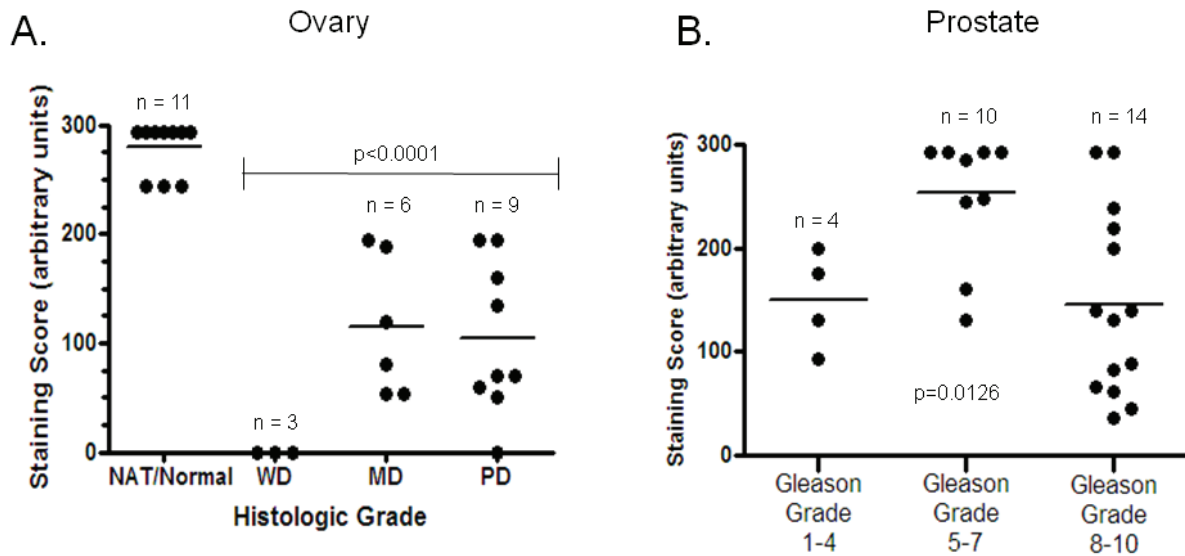 A.
Ovary
Staining Score (arbitrary units)
300
200
100
0
n = 11
p<0.0001
n = 6
n = 9
n = 3
NAT/Normal
WD
MD
PD
Histologic Grade
B.
Prostate
Staining Score (arbitrary units)
300
200
100
0
n = 10
n = 14
n = 4
p=0.0126
Gleason
Grade
1-4
Gleason
Grade
5-7
Gleason
Grade
8-10